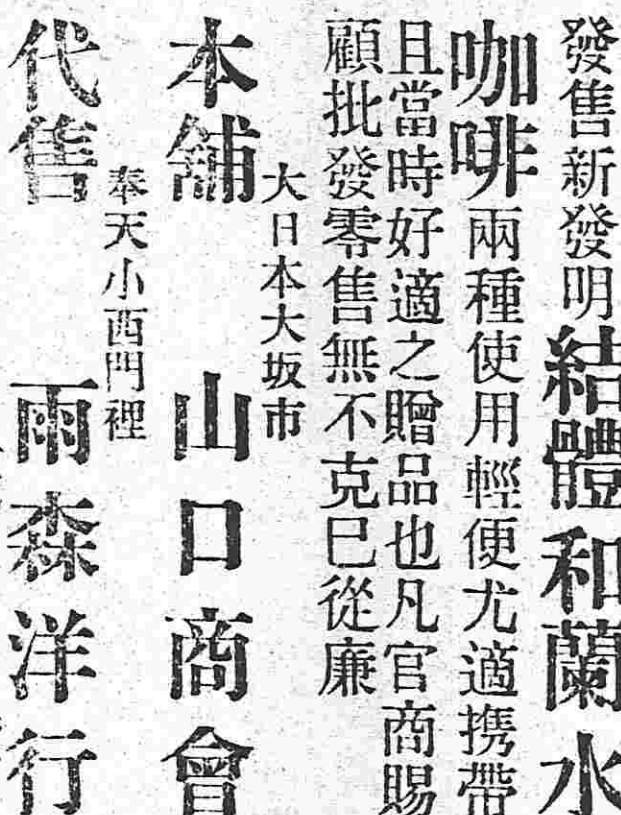 發售新發明結體和蘭水
咖啡兩種使用輕便尤適携帶
且當時好適之贈品也凡官商賜
顧批發零售無不克巳從廉
大日本大坂市
本舖 山口商會
奉天小西門裡
代售 雨森洋行